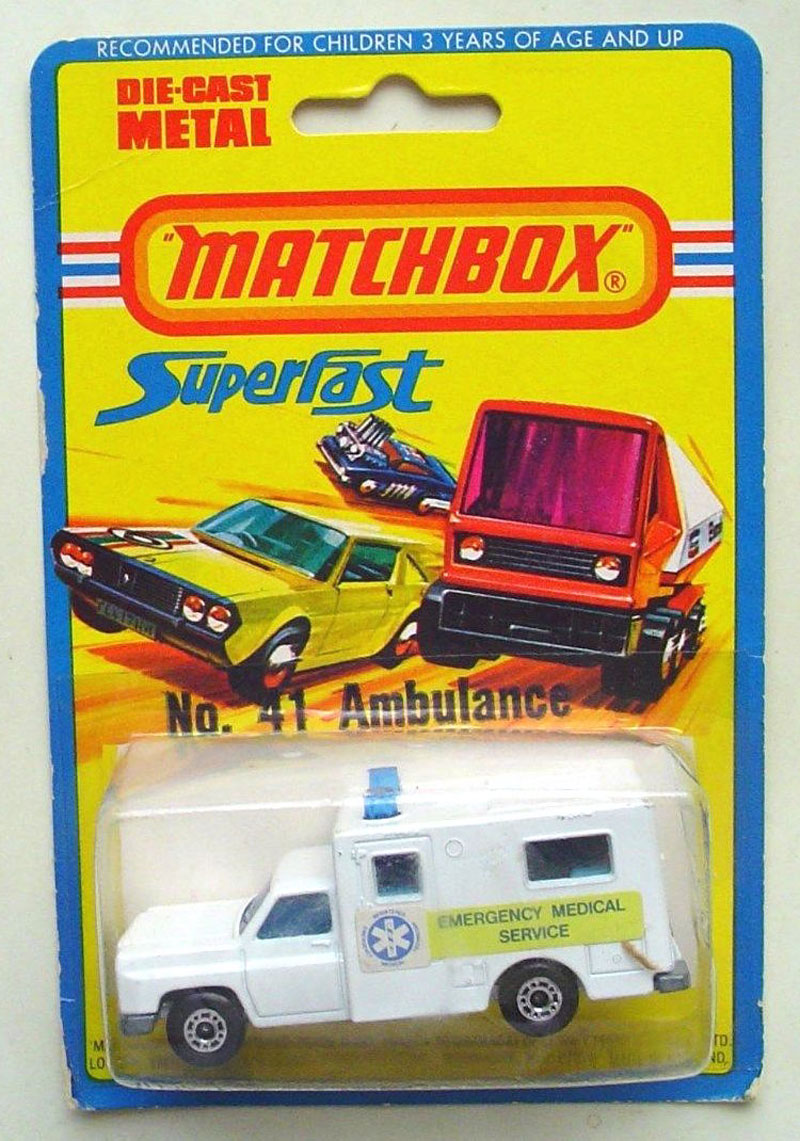 RECOMMENDED FOR CHILDREN 3 YEARS OF AGE AND UP
DIE-CAST
METAL
"MATCHBOX"®
Superfast
No. 41 Ambulance
EMERGENCY MEDICAL
SERVICE